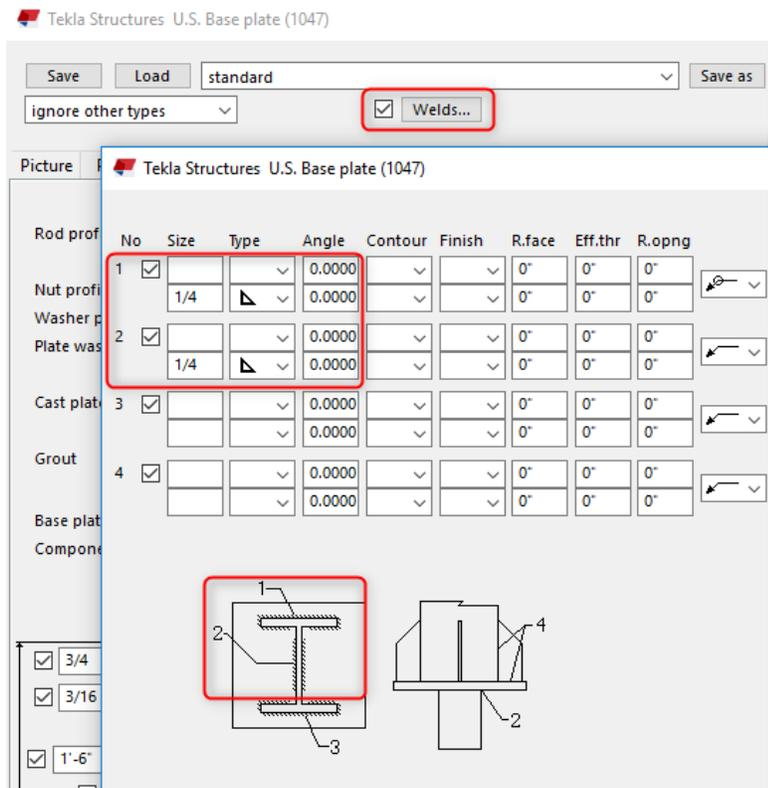 Tekla Structures U.S. Base plate (1047)
Save Load standard Save as
ignore other types Welds...
Picture
Tekla Structures U.S. Base plate (1047)
Rod prof
No Size Type Angle Contour Finish R.face Eff.thr R.opng
1 0.0000 0" 0" 0"
Nut profi
1/4 0.0000 0" 0" 0"
Washer p
2 0.0000 0" 0" 0"
Plate was
1/4 0.0000 0" 0" 0"
Cast plate
3 0.0000 0" 0" 0"
0.0000 0" 0" 0"
Grout
4 0.0000 0" 0" 0"
0.0000 0" 0" 0"
Base plat
Compone
1
2
4
3/4
3/16
2
3
1'-6"